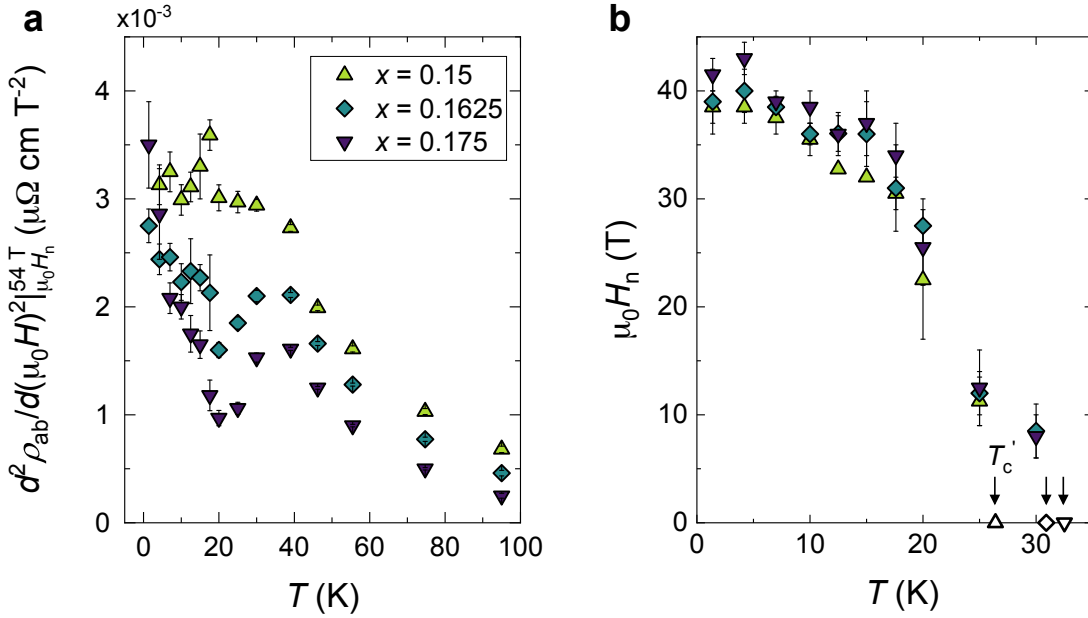 a
x10⁻³
x = 0.15
x = 0.1625
x = 0.175
d²ρab/d(μ₀H)²|⁵⁴ ᵀμ₀Hn (μΩ cm T⁻²)
4
3
2
1
0
0 20 40 60 80 100
T (K)
b
μ₀Hn (T)
40
30
20
10
0
Tc'
0 10 20 30
T (K)